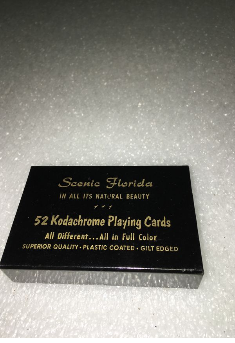 Scenic Florida
IN ALL ITS NATURAL BEAUTY
52 Kodachrome Playing Cards
All Different...All in Full Color
SUPERIOR QUALITY · PLASTIC COATED · GILT EDGED